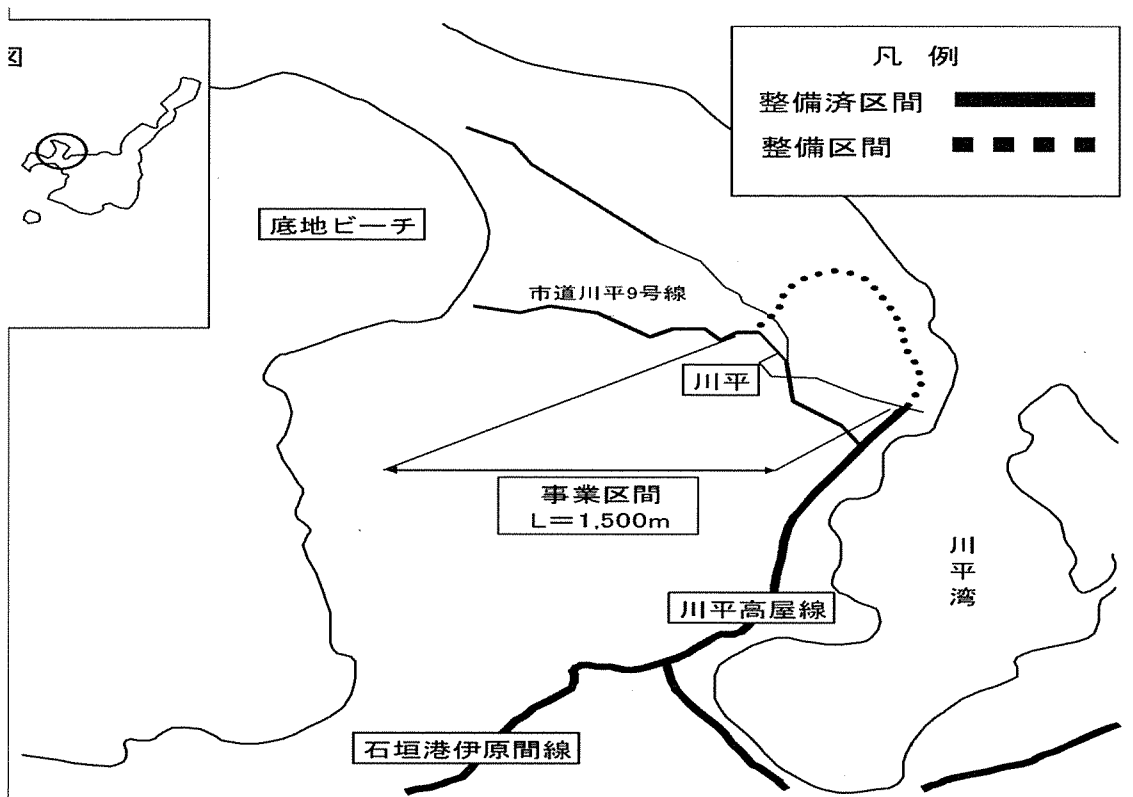 図
凡 例
整備済区間
整備区間
底地ビーチ
市道川平9号線
川平
事業区間
L=1,500m
川平湾
川平高屋線
石垣港伊原間線